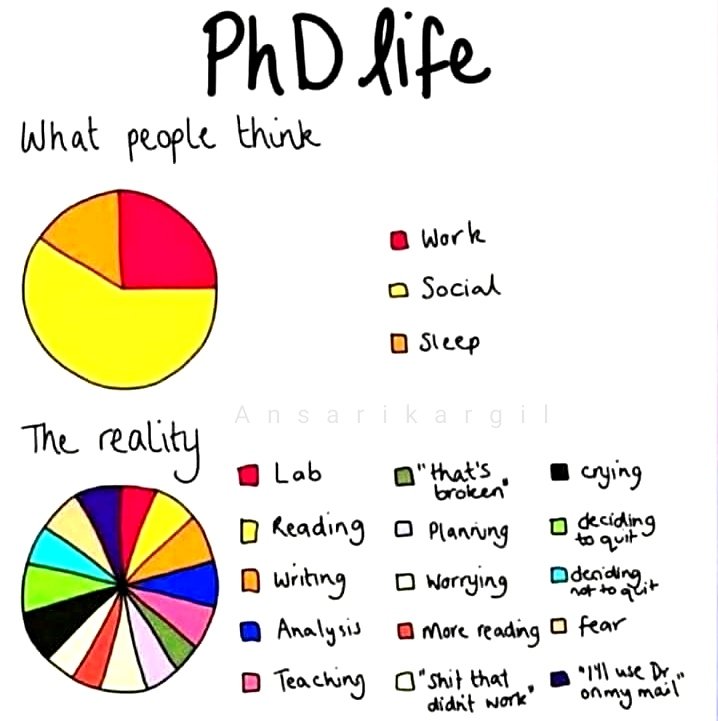 PhD life
What people think
Work
Social
Sleep
Ansarikargil
The reality
Lab
Reading
Writing
Analysis
Teaching
"that's
broken"
Planning
Worrying
More reading
"Shit that
didn't work"
crying
deciding
to quit
deciding
not to quit
fear
"I'll use Dr
on my mail"